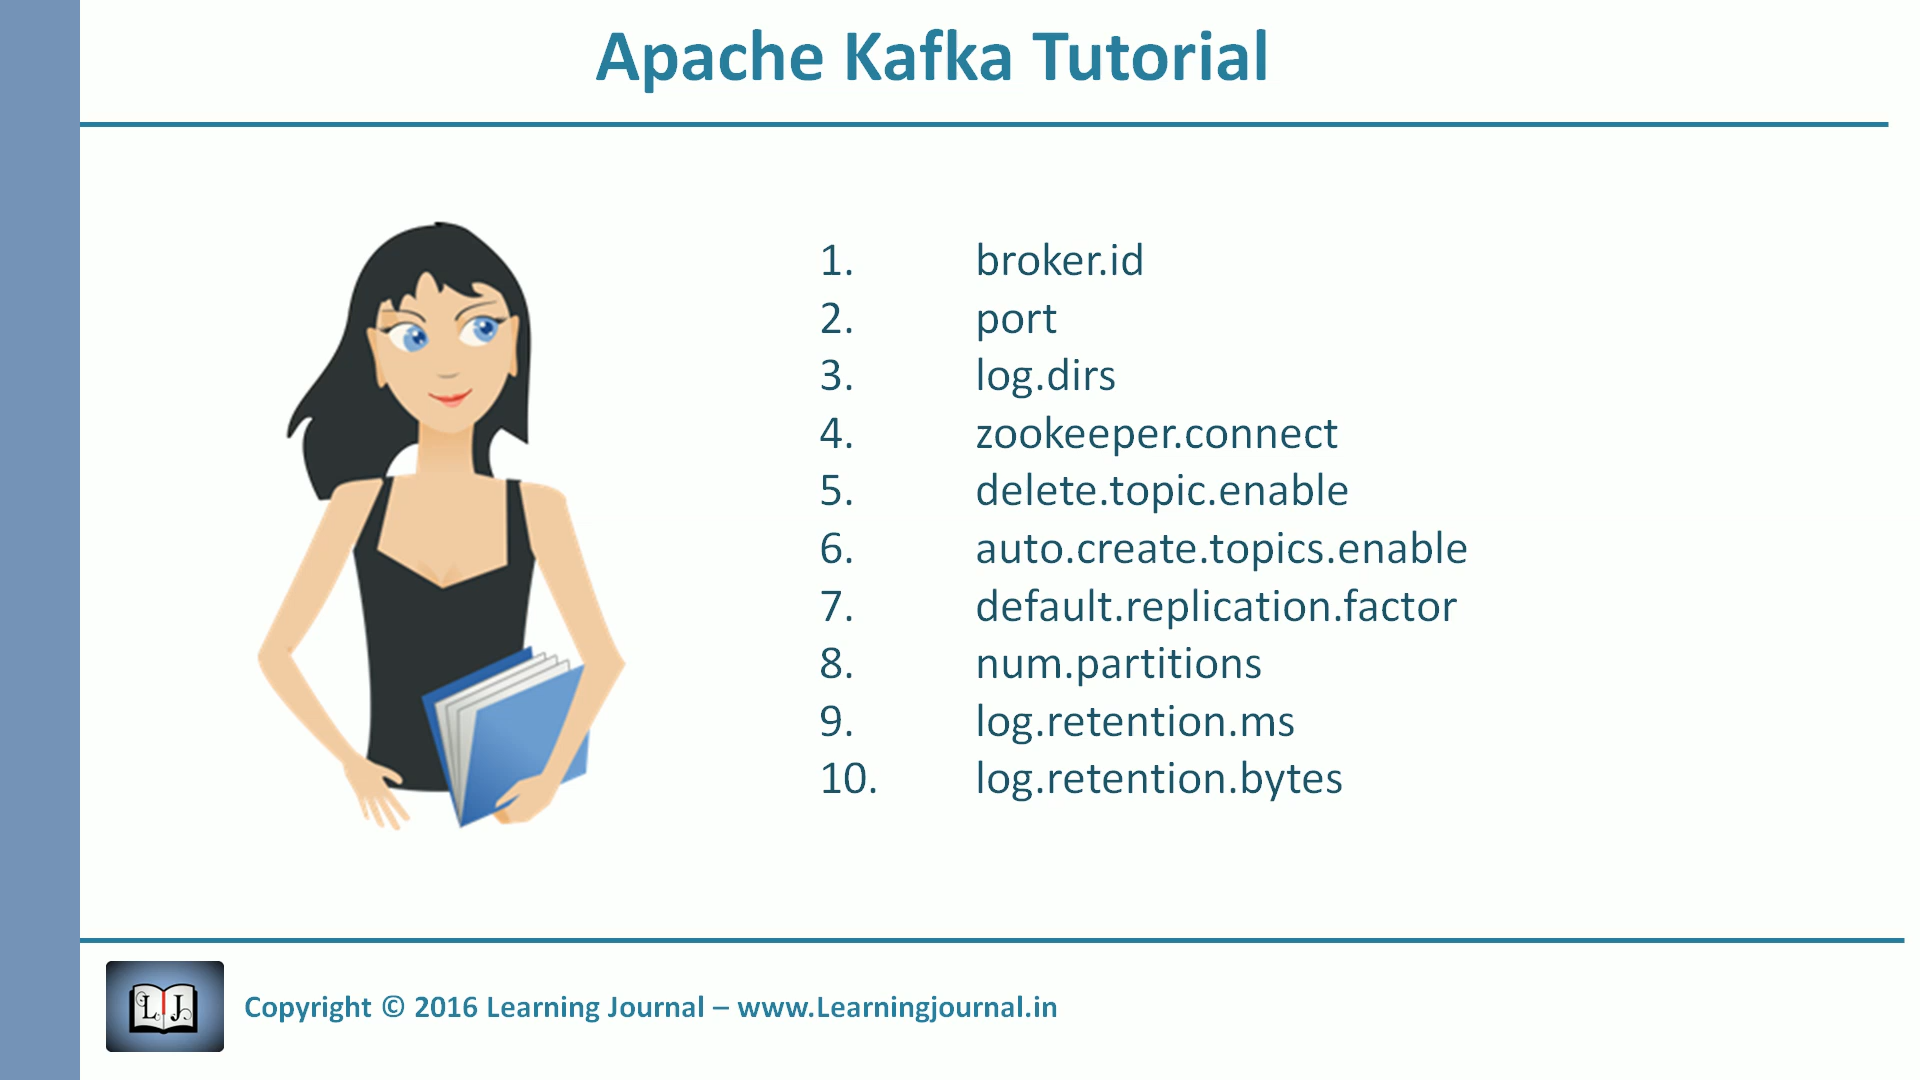 Apache Kafka Tutorial
1. broker.id
2. port
3. log.dirs
4. zookeeper.connect
5. delete.topic.enable
6. auto.create.topics.enable
7. default.replication.factor
8. num.partitions
9. log.retention.ms
10. log.retention.bytes
L J
Copyright © 2016 Learning Journal – www.Learningjournal.in